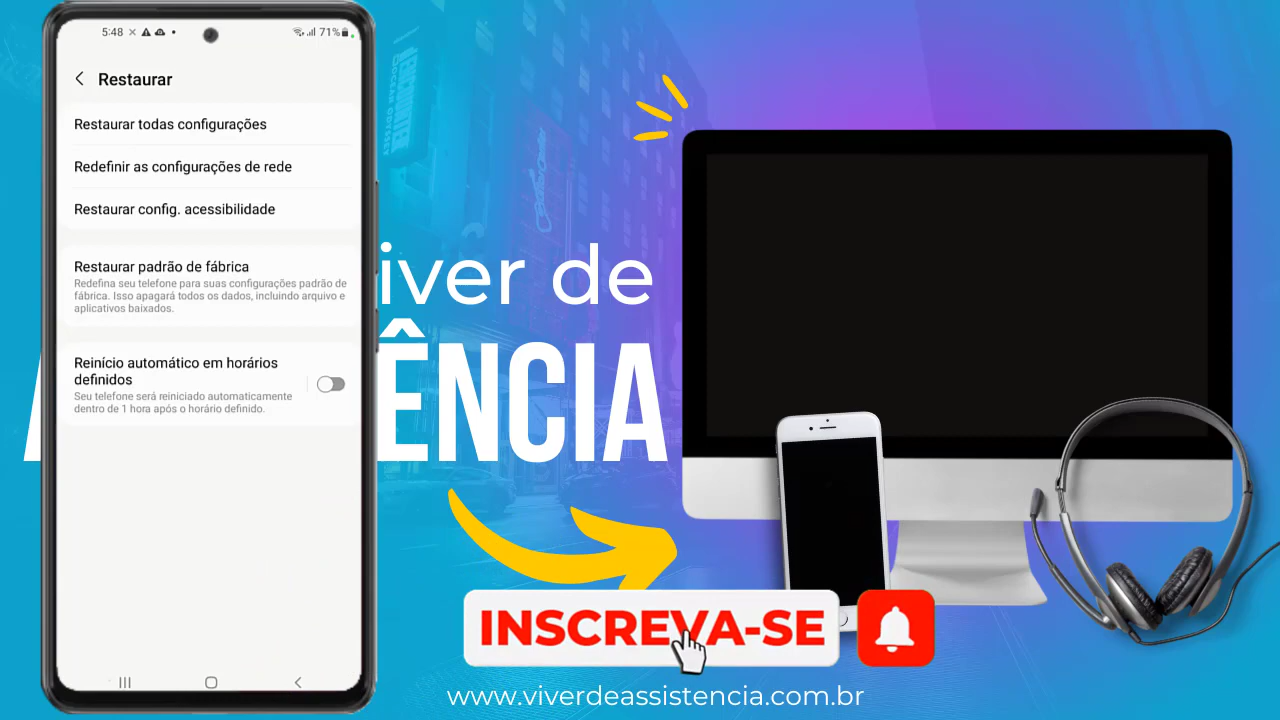 5:48
71%
Restaurar
Restaurar todas configurações
Redefinir as configurações de rede
Restaurar config. acessibilidade
Restaurar padrão de fábrica
Redefina seu telefone para suas configurações padrão de
fábrica. Isso apagará todos os dados, incluindo arquivo e
aplicativos baixados.
Reinício automático em horários
definidos
Seu telefone será reiniciado automaticamente
dentro de 1 hora após o horário definido.
iver de
ÊNCIA
INSCREVA-SE
www.viverdeassistencia.com.br